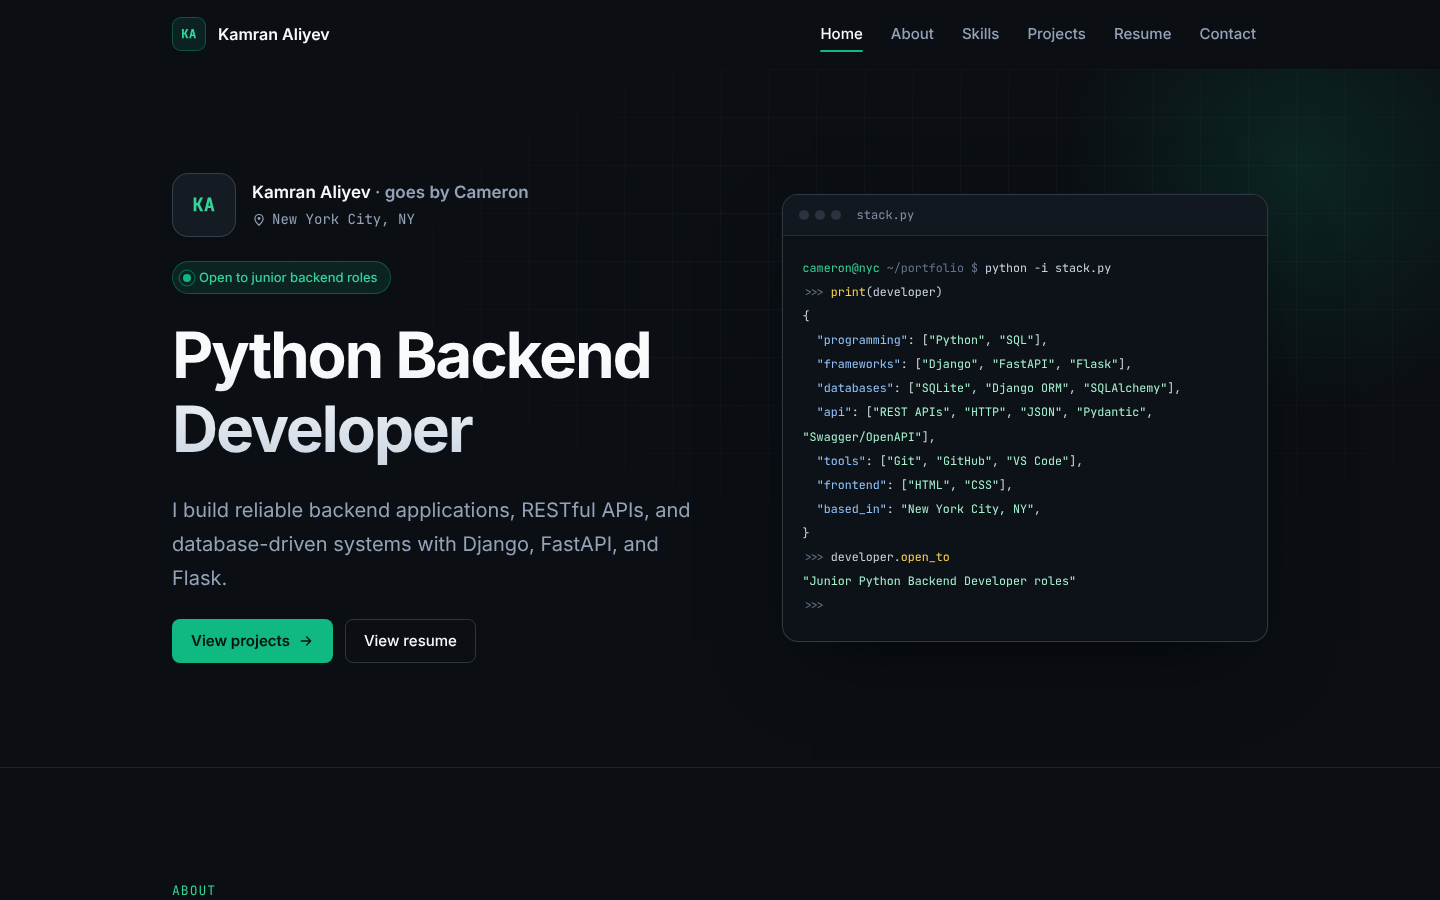 KA Kamran Aliyev
Home About Skills Projects Resume Contact
KA
Kamran Aliyev · goes by Cameron
New York City, NY
Open to junior backend roles
Python Backend
Developer
I build reliable backend applications, RESTful APIs, and
database-driven systems with Django, FastAPI, and
Flask.
View projects →
View resume
stack.py
cameron@nyc ~/portfolio $ python -i stack.py
>>> print(developer)
{
"programming": ["Python", "SQL"],
"frameworks": ["Django", "FastAPI", "Flask"],
"databases": ["SQLite", "Django ORM", "SQLAlchemy"],
"api": ["REST APIs", "HTTP", "JSON", "Pydantic",
"Swagger/OpenAPI"],
"tools": ["Git", "GitHub", "VS Code"],
"frontend": ["HTML", "CSS"],
"based_in": "New York City, NY",
}
>>> developer.open_to
"Junior Python Backend Developer roles"
>>>
ABOUT